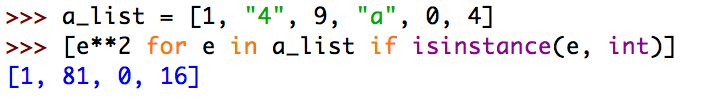 >>> a_list = [1, "4", 9, "a", 0, 4]
>>> [e**2 for e in a_list if isinstance(e, int)]
[1, 81, 0, 16]